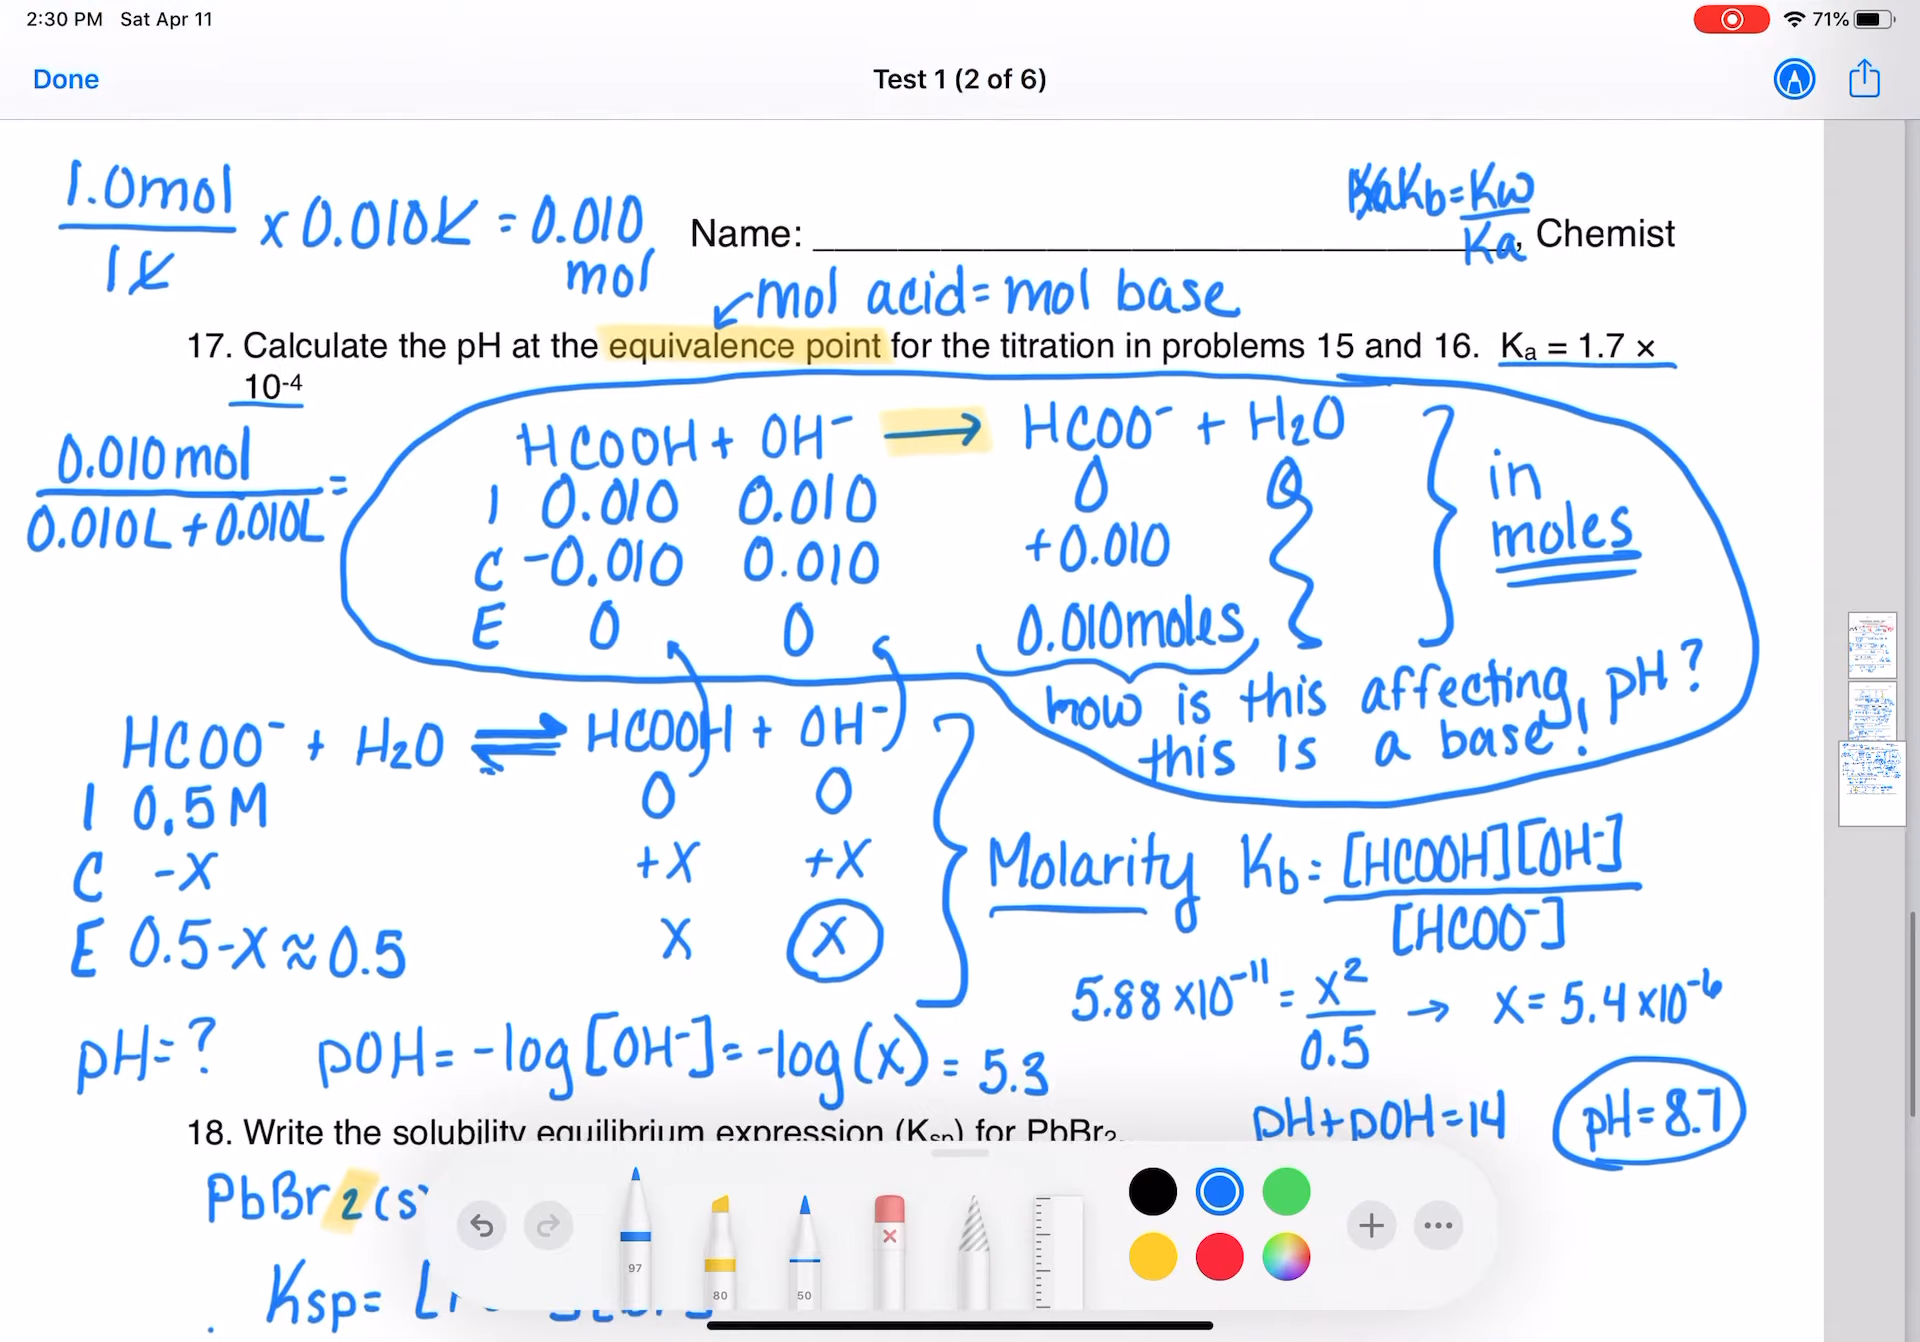 2:30 PM Sat Apr 11
71%
Done
Test 1 (2 of 6)
1.0mol / 1L x 0.010L = 0.010 mol
Kb = Kw / Ka
Name: ____________________, Chemist
mol acid = mol base
17. Calculate the pH at the equivalence point for the titration in problems 15 and 16. Ka = 1.7 ×
10-4
0.010 mol / 0.010L + 0.010L =
HCOOH + OH⁻ → HCOO⁻ + H2O
I 0.010 0.010 0
C -0.010 0.010 +0.010
E 0 0 0.010moles
in
moles
how is this affecting pH?
this is a base!
HCOO⁻ + H2O ⇌ HCOOH + OH⁻
I 0.5M 0 0
C -X +X +X
E 0.5-X ≈ 0.5 X X
Molarity Kb = [HCOOH][OH⁻] / [HCOO⁻]
5.88 x10⁻¹¹ = x² / 0.5 → x = 5.4 x10⁻⁶
pH = ? pOH = -log[OH⁻] = -log(x) = 5.3
pH + pOH = 14 pH = 8.7
18. Write the solubility equilibrium expression (Ksp) for PbBr2.
PbBr2(s
Ksp =
97
80
50